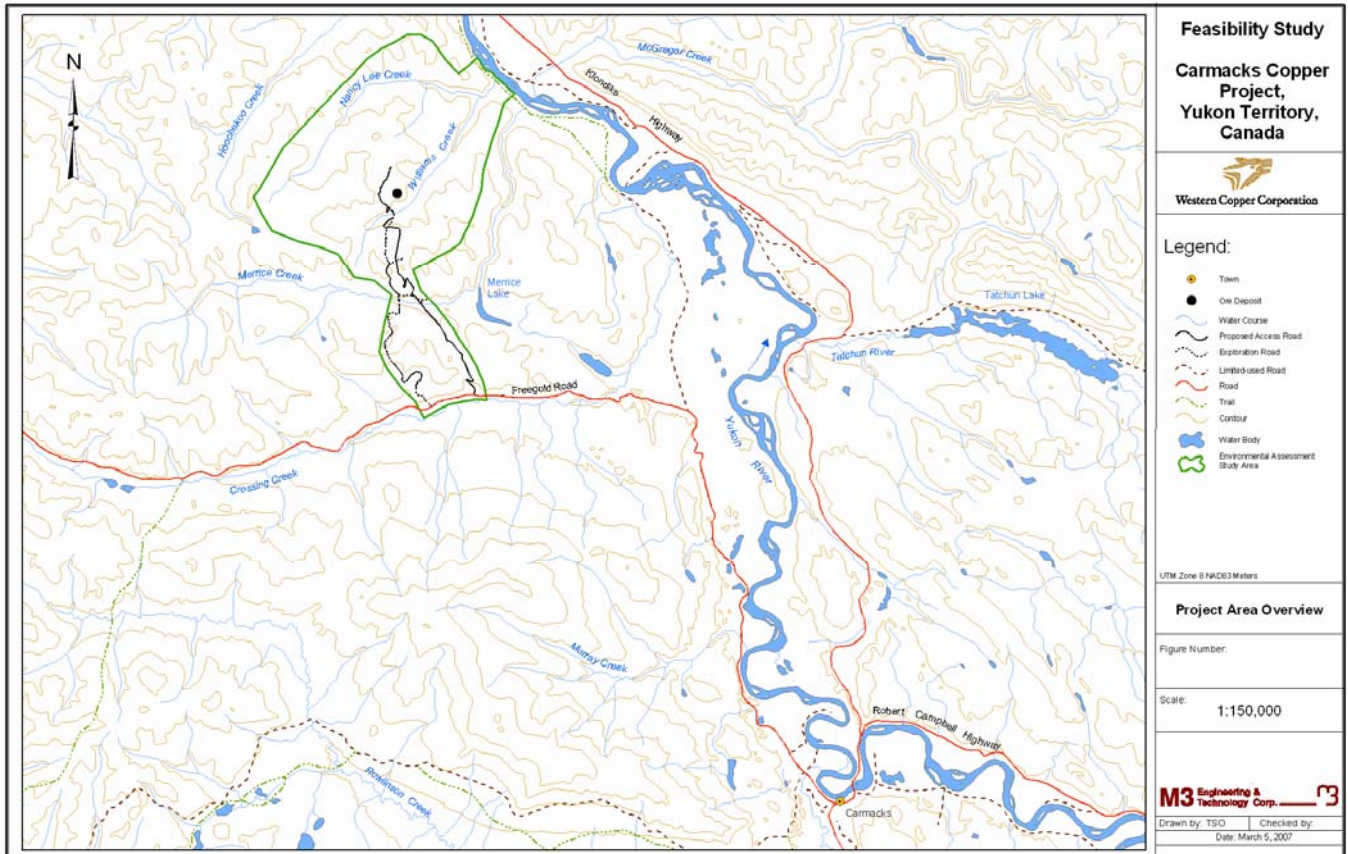 N
McGregor Creek
Klondike
Highway
Nancy Lee Creek
Hoochekoo Creek
Williams Creek
Merrice Creek
Merrice
Lake
Tatchun Lake
Tatchun River
Freegold Road
Yukon
River
Crossing Creek
Murray Creek
Robert Campbell
Highway
Rowlinson Creek
Carmacks
Feasibility Study
Carmacks Copper
Project,
Yukon Territory,
Canada
Western Copper Corporation
Legend:
Town
Ore Deposit
Water Course
Proposed Access Road
Exploration Road
Limited-used Road
Road
Trail
Contour
Water Body
Environmental Assessment
Study Area
UTM Zone 8 NAD83 Meters
Project Area Overview
Figure Number:
Scale:
1:150,000
M3 Engineering &
Technology Corp. M3
Drawn by: TSO Checked by:
Date: March 5, 2007